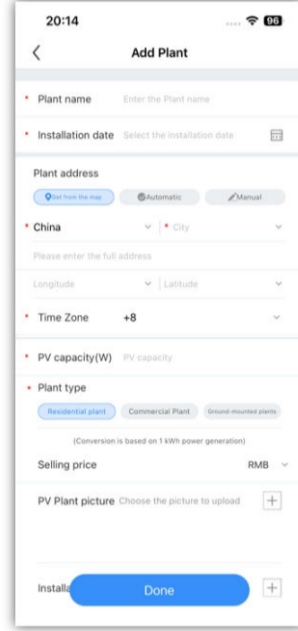 20:14
96
Add Plant
* Plant name Enter the Plant name
* Installation date Select the installation date
Plant address
Get from the map Automatic Manual
* China * City
Please enter the full address
Longitude Latitude
* Time Zone +8
* PV capacity(W) PV capacity
* Plant type
Residential plant Commercial Plant Ground-mounted plants
(Conversion is based on 1 kWh power generation)
Selling price RMB
PV Plant picture Choose the picture to upload
Installa
Done